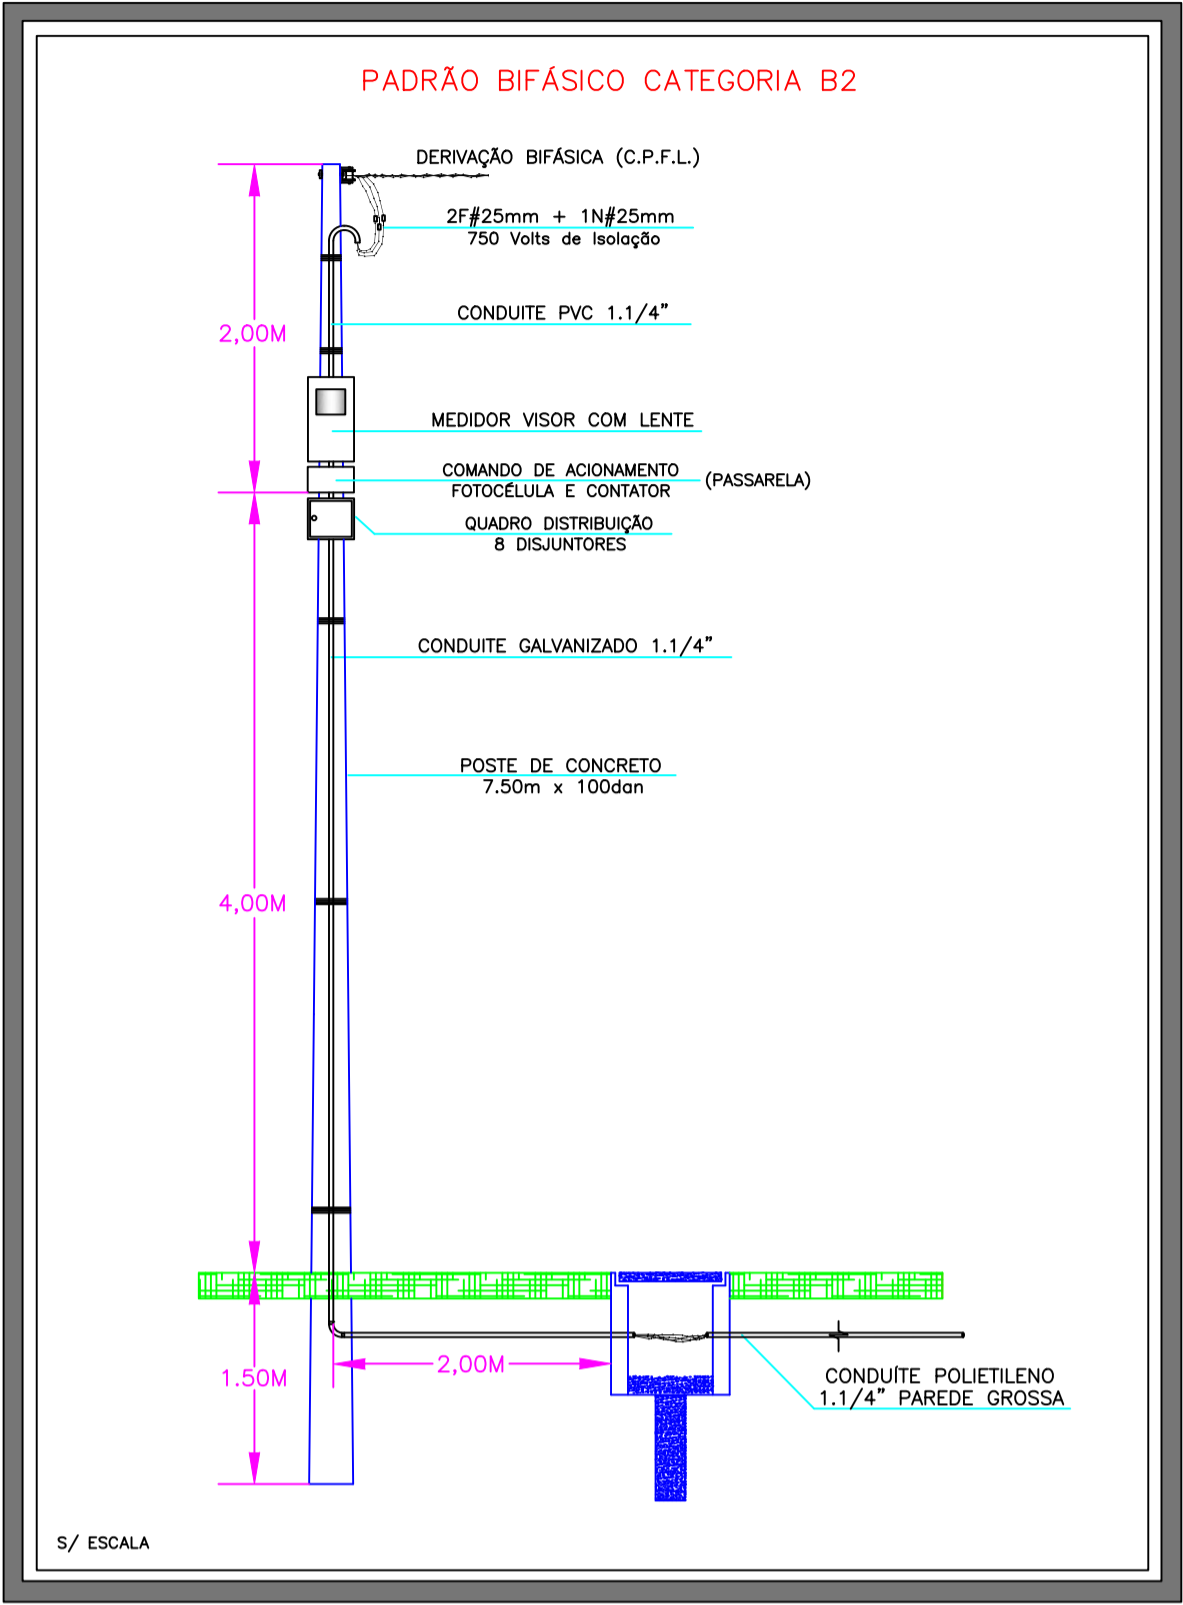 PADRÃO BIFÁSICO CATEGORIA B2
DERIVAÇÃO BIFÁSICA (C.P.F.L.)
2F#25mm + 1N#25mm
750 Volts de Isolação
CONDUITE PVC 1.1/4"
2,00M
MEDIDOR VISOR COM LENTE
COMANDO DE ACIONAMENTO
FOTOCÉLULA E CONTATOR
(PASSARELA)
QUADRO DISTRIBUIÇÃO
8 DISJUNTORES
CONDUITE GALVANIZADO 1.1/4"
POSTE DE CONCRETO
7.50m x 100dan
4,00M
2,00M
1.50M
CONDUÍTE POLIETILENO
1.1/4" PAREDE GROSSA
S/ ESCALA